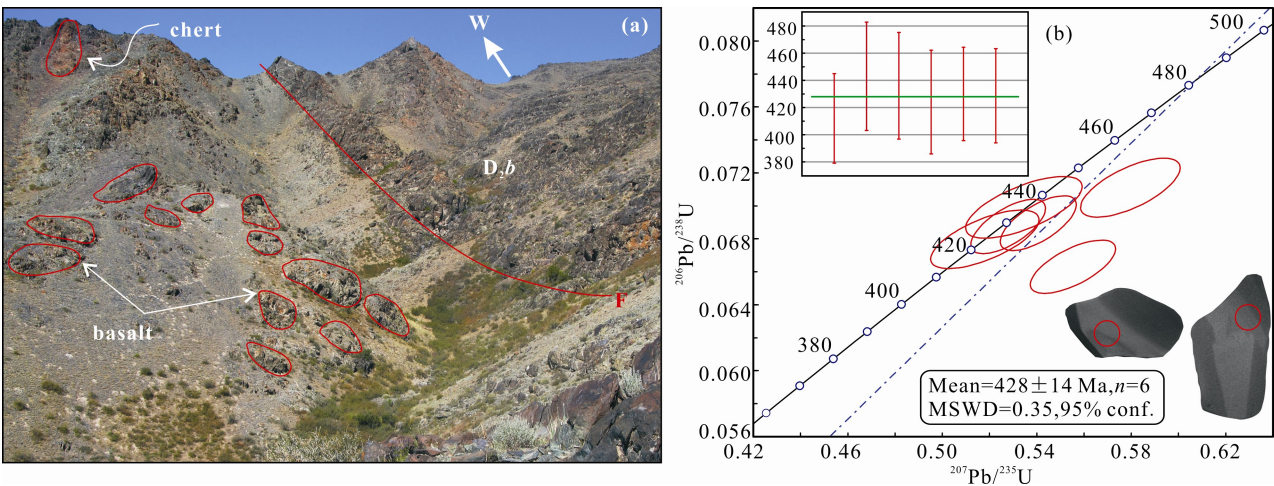 (a)
W
chert
D₁b
F
basalt
(b)
480
460
440
420
400
380
500
480
460
440
420
400
380
0.080
0.076
0.072
0.068
0.064
0.060
0.056
²⁰⁶Pb/²³⁸U
Mean=428±14 Ma,n=6
MSWD=0.35,95% conf.
0.42
0.46
0.50
0.54
0.58
0.62
²⁰⁷Pb/²³⁵U